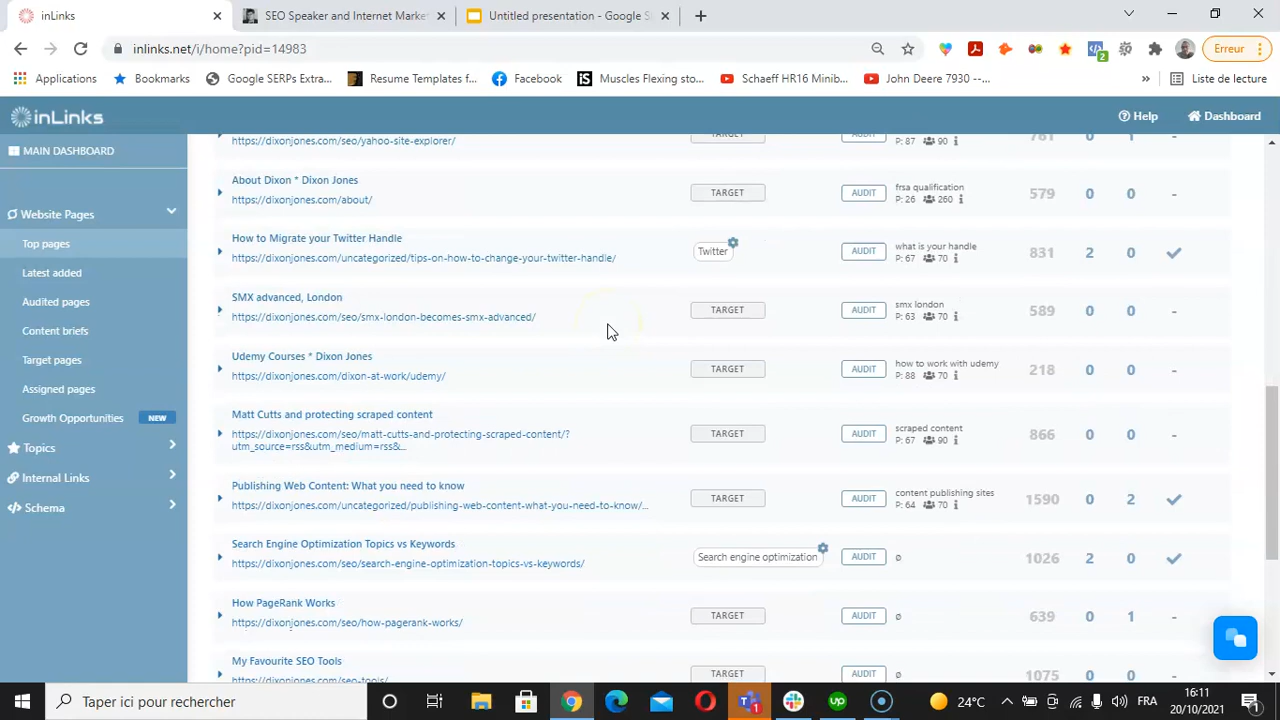 inLinks
SEO Speaker and Internet Market
Untitled presentation - Google S
inlinks.net/i/home?pid=14983
2
Erreur
Applications
Bookmarks
Google SERPs Extra...
Resume Templates f...
Facebook
Muscles Flexing sto...
Schaeff HR16 Minib...
John Deere 7930 -...
»
Liste de lecture
inLinks
Help
Dashboard
MAIN DASHBOARD
Website Pages
Top pages
Latest added
Audited pages
Content briefs
Target pages
Assigned pages
Growth Opportunities NEW
Topics
Internal Links
Schema
https://dixonjones.com/seo/yahoo-site-explorer/
TARGET
AUDIT
P: 87 90
781 0 1 -
About Dixon * Dixon Jones
https://dixonjones.com/about/
TARGET
AUDIT
frsa qualification
P: 26 260
579 0 0 -
How to Migrate your Twitter Handle
https://dixonjones.com/uncategorized/tips-on-how-to-change-your-twitter-handle/
Twitter
AUDIT
what is your handle
P: 67 70
831 2 0
SMX advanced, London
https://dixonjones.com/seo/smx-london-becomes-smx-advanced/
TARGET
AUDIT
smx london
P: 63 70
589 0 0 -
Udemy Courses * Dixon Jones
https://dixonjones.com/dixon-at-work/udemy/
TARGET
AUDIT
how to work with udemy
P: 88 70
218 0 0 -
Matt Cutts and protecting scraped content
https://dixonjones.com/seo/matt-cutts-and-protecting-scraped-content/?
utm_source=rss&utm_medium=rss&...
TARGET
AUDIT
scraped content
P: 67 90
866 0 0 -
Publishing Web Content: What you need to know
https://dixonjones.com/uncategorized/publishing-web-content-what-you-need-to-know/...
TARGET
AUDIT
content publishing sites
P: 64 70
1590 0 2
Search Engine Optimization Topics vs Keywords
https://dixonjones.com/seo/search-engine-optimization-topics-vs-keywords/
Search engine optimization
AUDIT
ø
1026 2 0
How PageRank Works
https://dixonjones.com/seo/how-pagerank-works/
TARGET
AUDIT
ø
639 0 1 -
My Favourite SEO Tools
https://dixonjones.com/seo-tools/
TARGET
AUDIT
ø
1075 0 0 -
Taper ici pour rechercher
1
24°C
FRA
16:11
20/10/2021
1